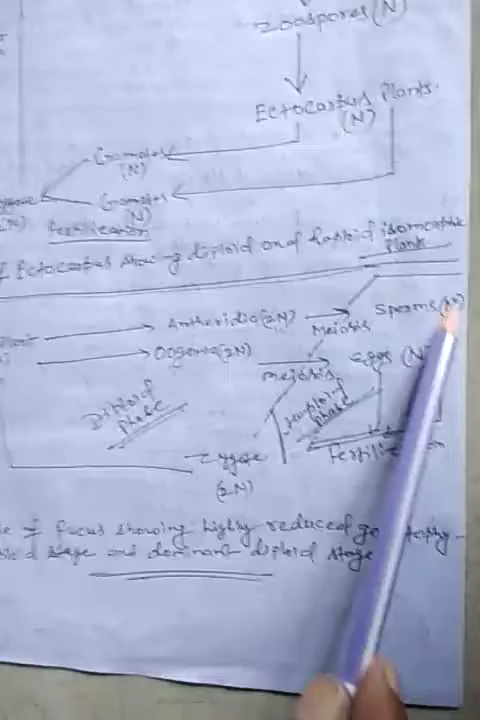 Zoospores (N)
Ectocarpus Plants.
(N)
Gametes
(N)
Gametes
(N)
Fertilization
Ectocarpus showing diploid and haploid isomorphic
Plants
Antheridia (2N)
Meiosis
Sperms (N)
Oogonia (2N)
Meiosis
Eggs (N
Diploid
Phase
Haploid
Phase
Zygote
(2N)
Fertilization
of fucus showing highly reduced
stage and dominant diploid stage